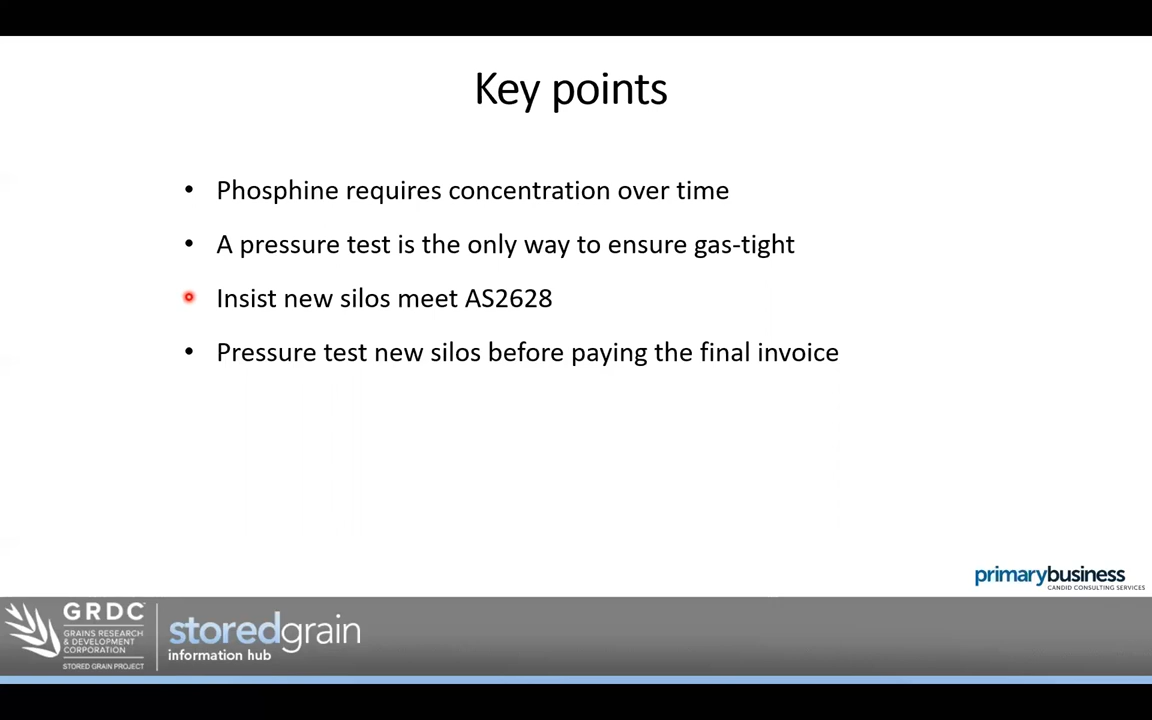 Key points
• Phosphine requires concentration over time
• A pressure test is the only way to ensure gas-tight
• Insist new silos meet AS2628
• Pressure test new silos before paying the final invoice
primarybusiness
CANDID CONSULTING SERVICES
GRDC™
GRAINS RESEARCH
& DEVELOPMENT
CORPORATION
STORED GRAIN PROJECT
storedgrain
information hub